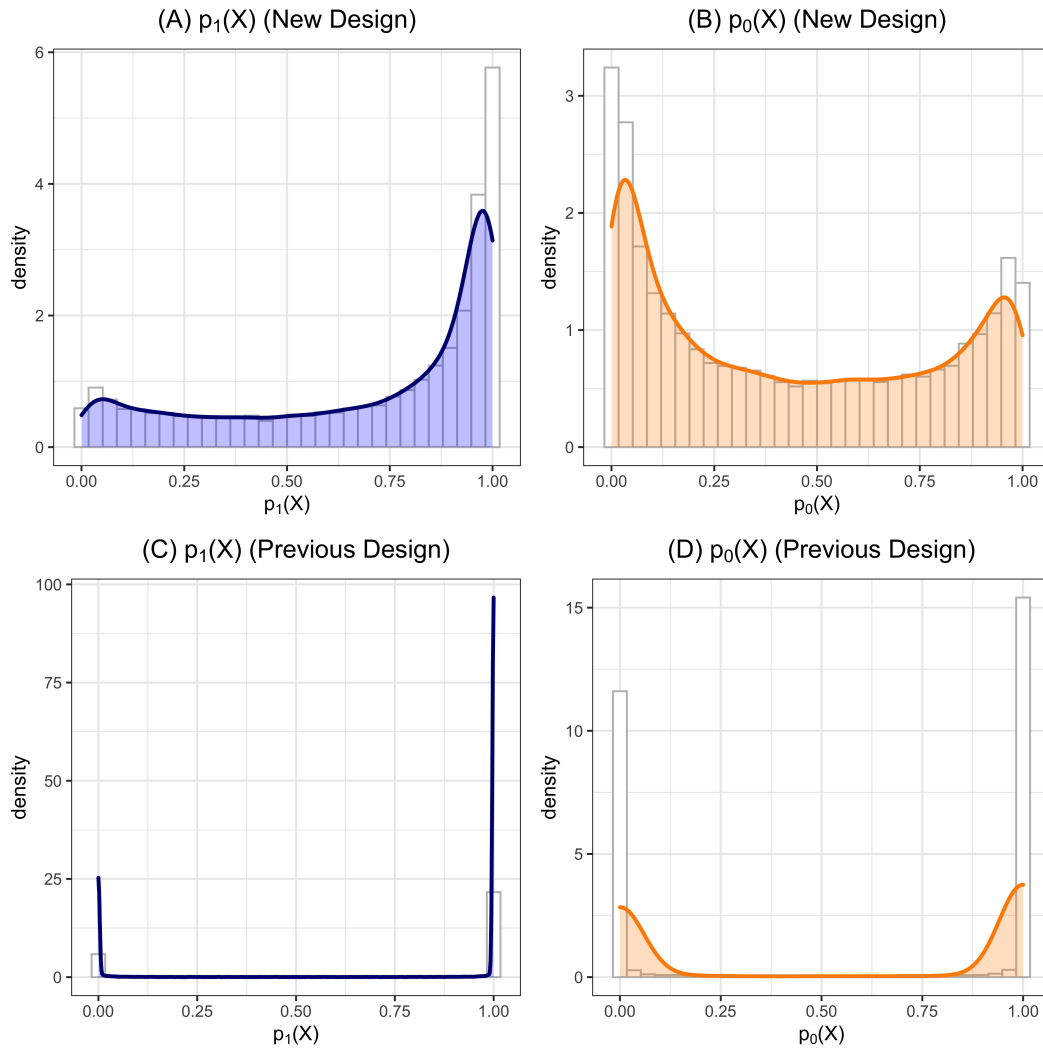 (A) p₁(X) (New Design)
6
4
2
0
density
0.00 0.25 0.50 0.75 1.00
p₁(X)
(B) p₀(X) (New Design)
3
2
1
0
density
0.00 0.25 0.50 0.75 1.00
p₀(X)
(C) p₁(X) (Previous Design)
100
75
50
25
0
density
0.00 0.25 0.50 0.75 1.00
p₁(X)
(D) p₀(X) (Previous Design)
15
10
5
0
density
0.00 0.25 0.50 0.75 1.00
p₀(X)